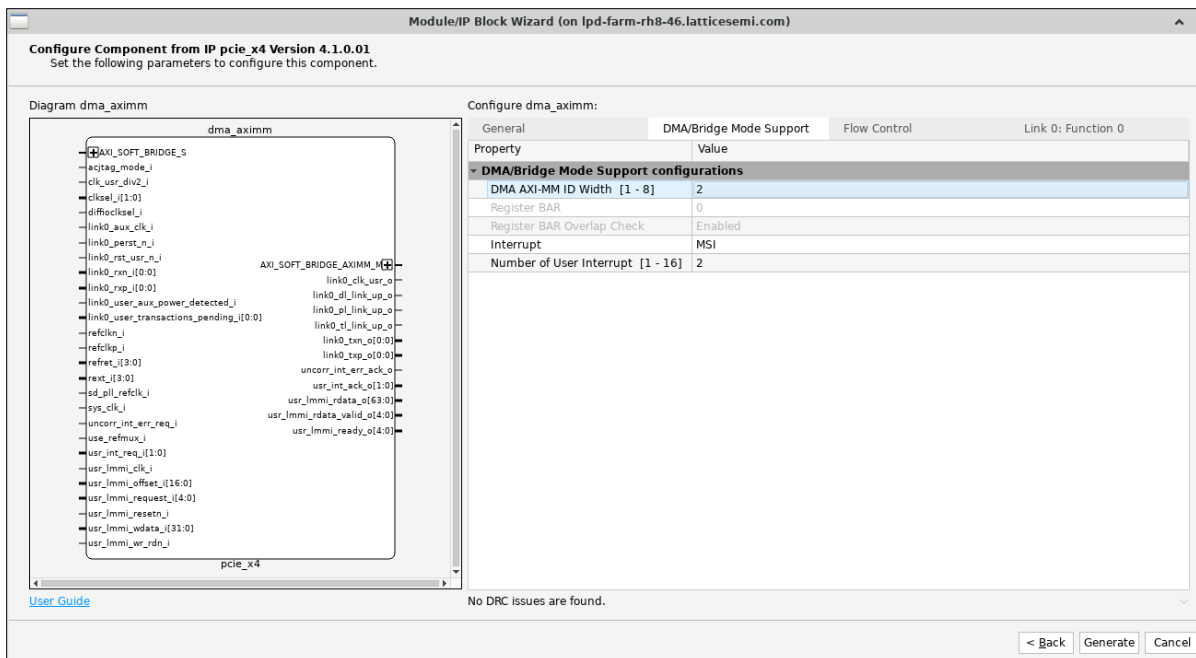 Module/IP Block Wizard (on lpd-farm-rh8-46.latticesemi.com)
Configure Component from IP pcie_x4 Version 4.1.0.01
Set the following parameters to configure this component.
Diagram dma_aximm
dma_aximm
AXI_SOFT_BRIDGE_S
acjtag_mode_i
clk_usr_div2_i
clksel_i[1:0]
diffioclksel_i
link0_aux_clk_i
link0_perst_n_i
link0_rst_usr_n_i
link0_rxn_i[0:0]
link0_rxp_i[0:0]
link0_user_aux_power_detected_i
link0_user_transactions_pending_i[0:0]
refclkn_i
refclkp_i
refret_i[3:0]
rext_i[3:0]
sd_pll_refclk_i
sys_clk_i
uncorr_int_err_req_i
use_refmux_i
usr_int_req_i[1:0]
usr_lmmi_clk_i
usr_lmmi_offset_i[16:0]
usr_lmmi_request_i[4:0]
usr_lmmi_resetn_i
usr_lmmi_wdata_i[31:0]
usr_lmmi_wr_rdn_i
AXI_SOFT_BRIDGE_AXIMM_M
link0_clk_usr_o
link0_dl_link_up_o
link0_pl_link_up_o
link0_tl_link_up_o
link0_txn_o[0:0]
link0_txp_o[0:0]
uncorr_int_err_ack_o
usr_int_ack_o[1:0]
usr_lmmi_rdata_o[63:0]
usr_lmmi_rdata_valid_o[4:0]
usr_lmmi_ready_o[4:0]
pcie_x4
User Guide
Configure dma_aximm:
General DMA/Bridge Mode Support Flow Control Link 0: Function 0
Property Value
DMA/Bridge Mode Support configurations
DMA AXI-MM ID Width [1 - 8] 2
Register BAR 0
Register BAR Overlap Check Enabled
Interrupt MSI
Number of User Interrupt [1 - 16] 2
No DRC issues are found.
< Back Generate Cancel